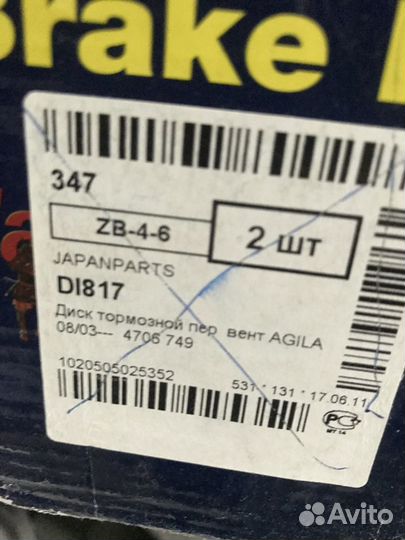 Brake
347
ZB-4-6
2 шт
JAPANPARTS
DI817
Диск тормозной пер вент AGILA
08/03--- 4706 749
1020505025352
531 * 131 * 17.06.11
РСТ
Avito